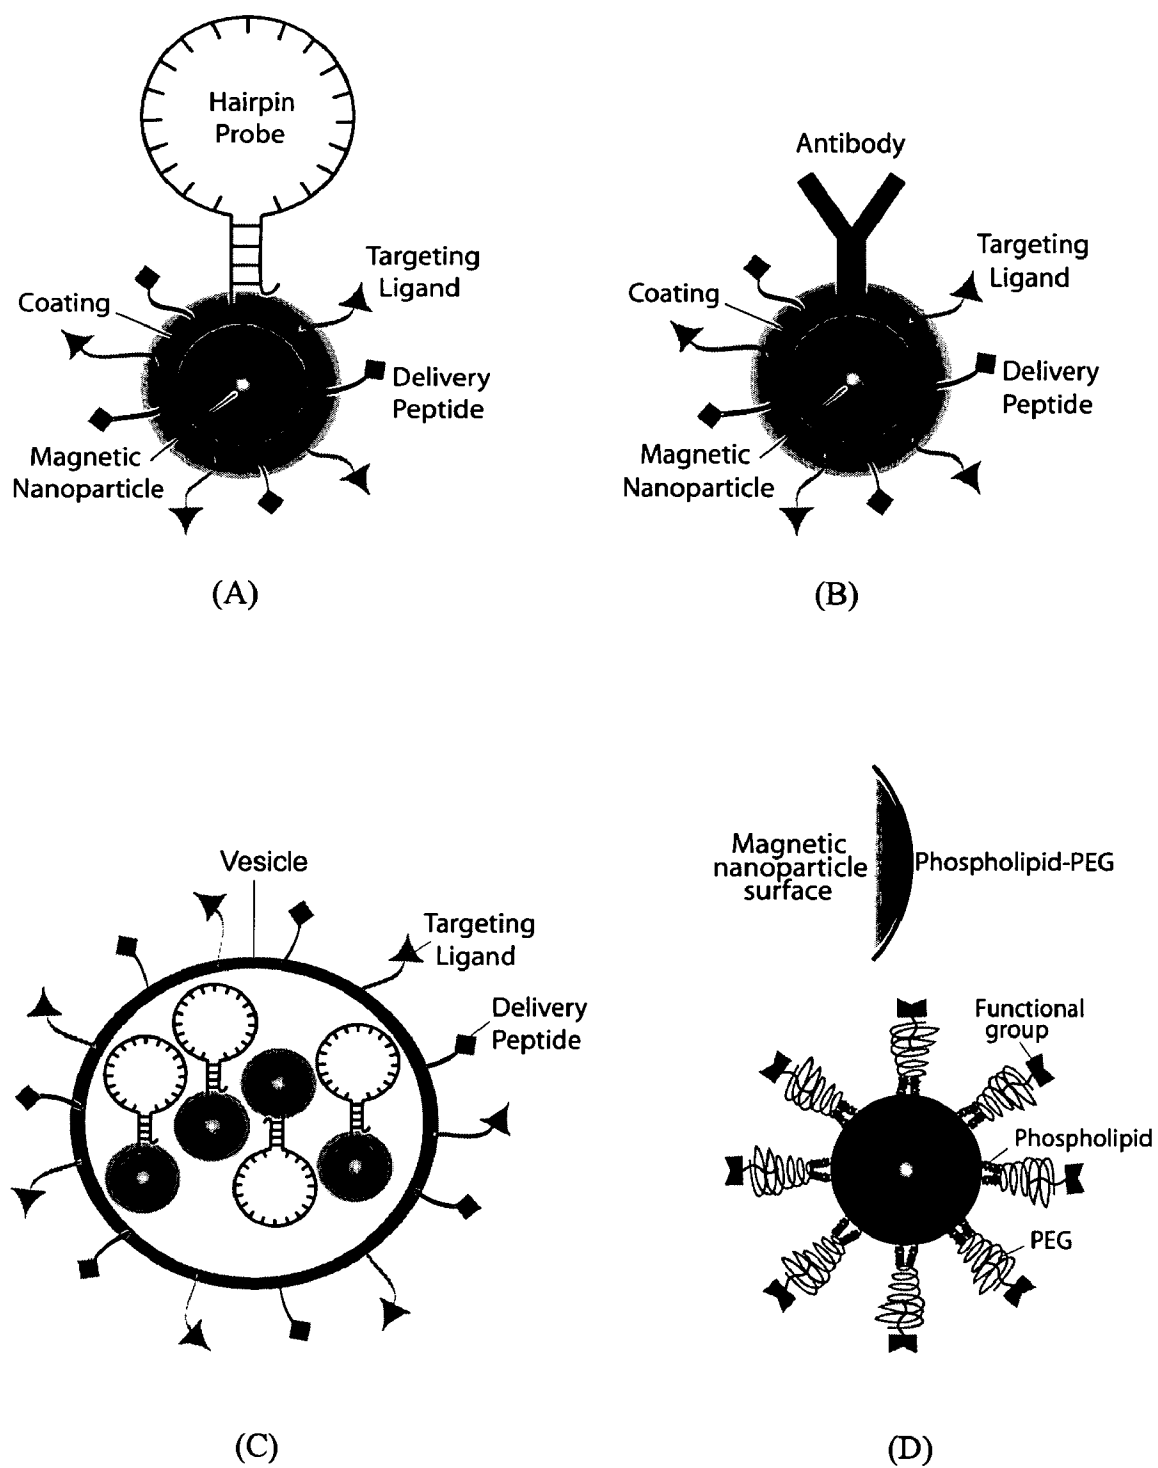 Hairpin
Probe
Targeting
Ligand
Coating
Delivery
Peptide
Magnetic
Nanoparticle
(A)
Antibody
Targeting
Ligand
Coating
Delivery
Peptide
Magnetic
Nanoparticle
(B)
Vesicle
Targeting
Ligand
Delivery
Peptide
(C)
Magnetic
nanoparticle
surface
Phospholipid-PEG
Functional
group
Phospholipid
PEG
(D)